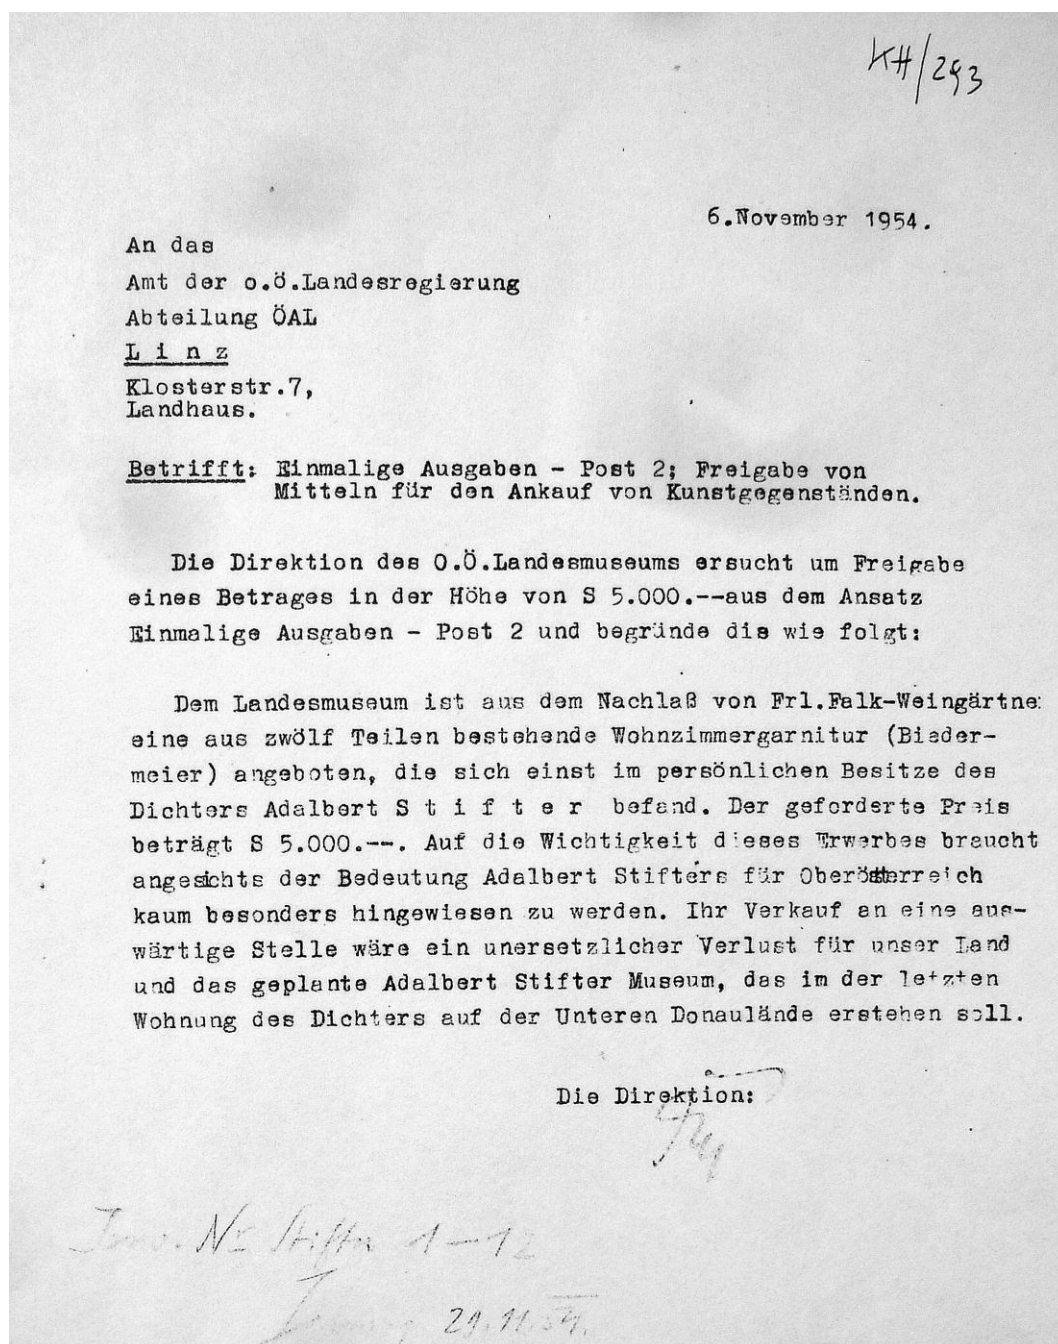 KH/293
6.November 1954.
An das
Amt der o.ö.Landesregierung
Abteilung ÖAL
L i n z
Klosterstr.7,
Landhaus.
Betrifft: Einmalige Ausgaben - Post 2; Freigabe von
Mitteln für den Ankauf von Kunstgegenständen.
Die Direktion des O.Ö.Landesmuseums ersucht um Freigabe
eines Betrages in der Höhe von S 5.000.--aus dem Ansatz
Einmalige Ausgaben - Post 2 und begründe die wie folgt:
Dem Landesmuseum ist aus dem Nachlaß von Frl.Falk-Weingärtne
eine aus zwölf Teilen bestehende Wohnzimmergarnitur (Bieder-
meier) angeboten, die sich einst im persönlichen Besitze des
Dichters Adalbert S t i f t e r befand. Der geforderte Preis
beträgt S 5.000.--. Auf die Wichtigkeit dieses Erwerbes braucht
angesichts der Bedeutung Adalbert Stifters für Oberösterreich
kaum besonders hingewiesen zu werden. Ihr Verkauf an eine aus-
wärtige Stelle wäre ein unersetzlicher Verlust für unser Land
und das geplante Adalbert Stifter Museum, das in der letzten
Wohnung des Dichters auf der Unteren Donaulände erstehen soll.
Die Direktion:
Inv. Nr Stifter 1-12
29.11.54.